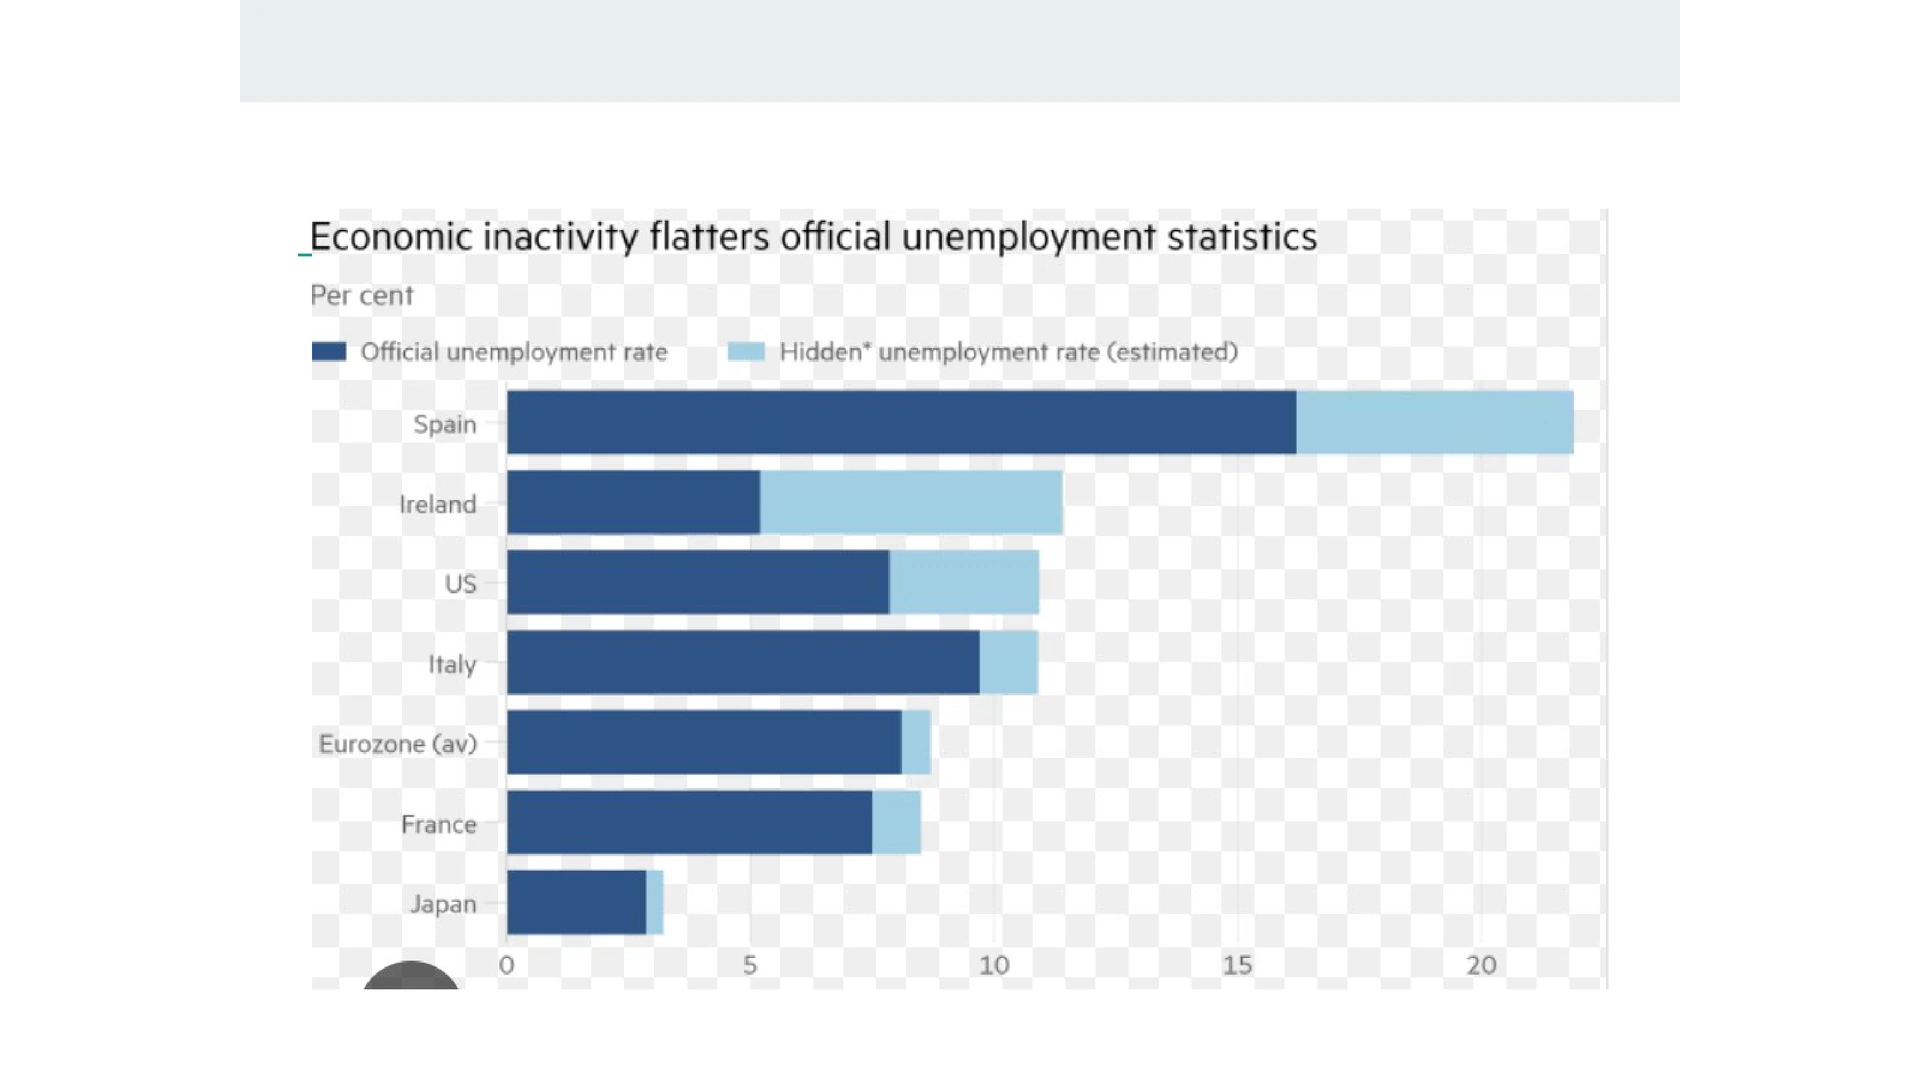 Economic inactivity flatters official unemployment statistics
Per cent
Official unemployment rate Hidden* unemployment rate (estimated)
Spain
Ireland
US
Italy
Eurozone (av)
France
Japan
0 5 10 15 20